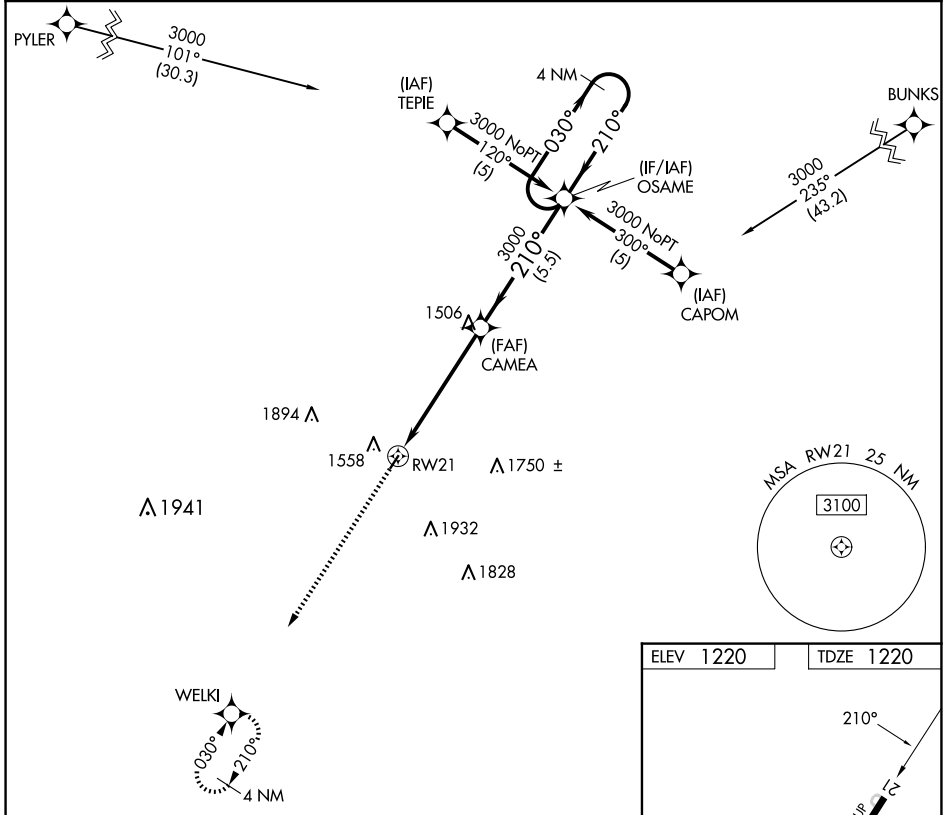 PYLER
3000
101°
(30.3)
(IAF)
TEPIE
3000 NoPT
120°
(5)
4 NM
030°
210°
(IF/IAF)
OSAME
BUNKS
3000
235°
(43.2)
3000 NoPT
300°
(5)
(IAF)
CAPOM
3000
210°
(5.5)
1506
(FAF)
CAMEA
1894
1558
RW21
1750 ±
1941
1932
1828
MSA RW21 25 NM
3100
WELKI
030°
210°
4 NM
ELEV 1220
TDZE 1220
210°
21
UP